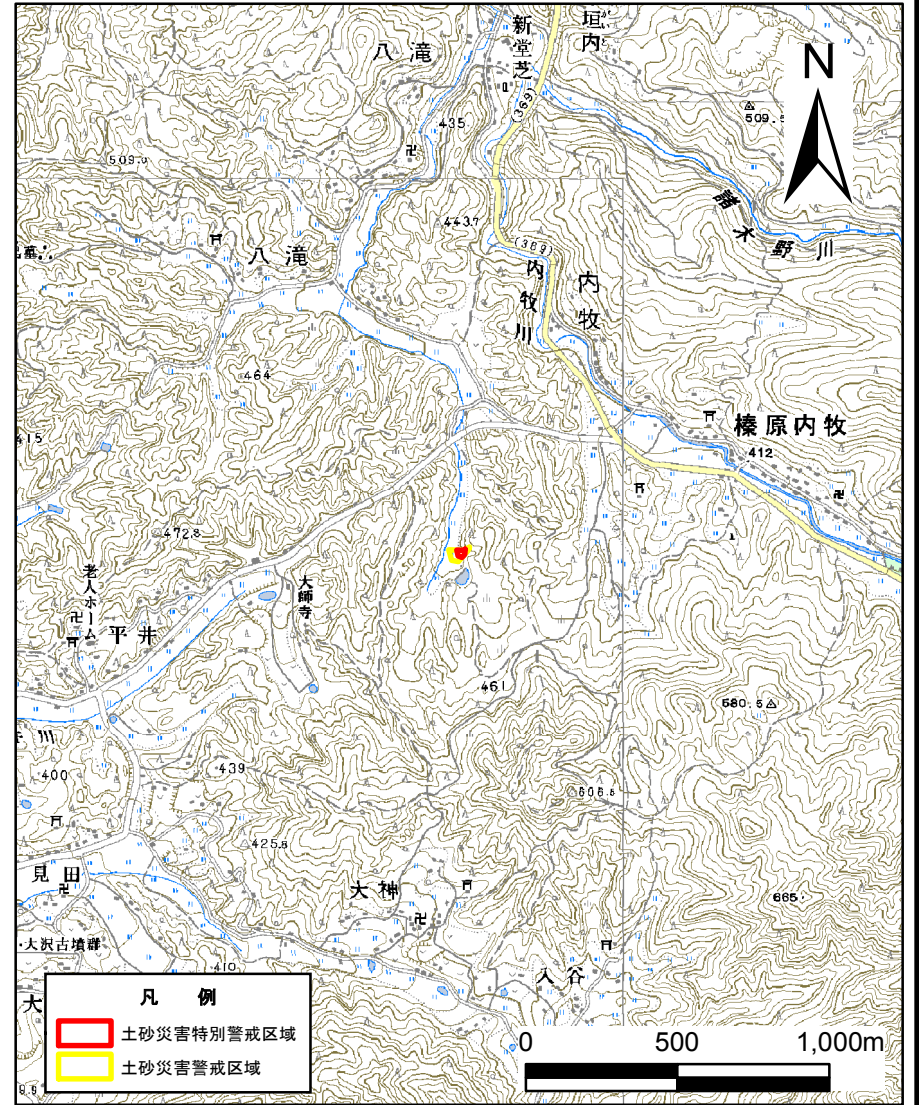 八滝
新堂芝
垣内
(369)
N
509.5
435
509.0
443.7
諸木野川
八滝
(369)
内牧川
内牧
464
榛原内牧
412
415
472.8
老人ホーム
平井
大師寺
461
580.5
400
439
606.5
425.8
見田
大神
665
・大沢古墳群
410
入谷
大
凡 例
土砂災害特別警戒区域
土砂災害警戒区域
0 500 1,000m